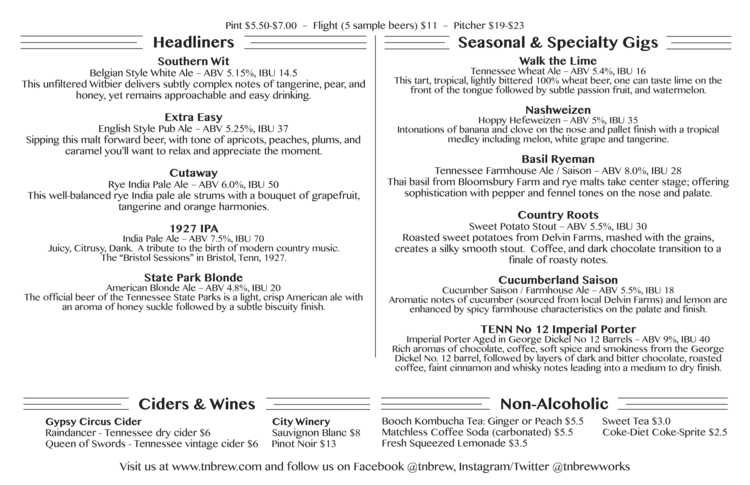 Pint $5.50-$7.00 – Flight (5 sample beers) $11 – Pitcher $19-$23
Headliners
Southern Wit
Belgian Style White Ale – ABV 5.15%, IBU 14.5
This unfiltered Witbier delivers subtly complex notes of tangerine, pear, and
honey, yet remains approachable and easy drinking.
Extra Easy
English Style Pub Ale – ABV 5.25%, IBU 37
Sipping this malt forward beer, with tone of apricots, peaches, plums, and
caramel you'll want to relax and appreciate the moment.
Cutaway
Rye India Pale Ale – ABV 6.0%, IBU 50
This well-balanced rye India pale ale strums with a bouquet of grapefruit,
tangerine and orange harmonies.
1927 IPA
India Pale Ale – ABV 7.5%, IBU 70
Juicy, Citrusy, Dank. A tribute to the birth of modern country music.
The “Bristol Sessions” in Bristol, Tenn, 1927.
State Park Blonde
American Blonde Ale – ABV 4.8%, IBU 20
The official beer of the Tennessee State Parks is a light, crisp American ale with
an aroma of honey suckle followed by a subtle biscuity finish.
Seasonal & Specialty Gigs
Walk the Lime
Tennessee Wheat Ale – ABV 5.4%, IBU 16
This tart, tropical, lightly bittered 100% wheat beer, one can taste lime on the
front of the tongue followed by subtle passion fruit, and watermelon.
Nashweizen
Hoppy Hefeweizen – ABV 5%, IBU 35
Intonations of banana and clove on the nose and pallet finish with a tropical
medley including melon, white grape and tangerine.
Basil Ryeman
Tennessee Farmhouse Ale / Saison – ABV 8.0%, IBU 28
Thai basil from Bloomsbury Farm and rye malts take center stage; offering
sophistication with pepper and fennel tones on the nose and palate.
Country Roots
Sweet Potato Stout – ABV 5.5%, IBU 30
Roasted sweet potatoes from Delvin Farms, mashed with the grains,
creates a silky smooth stout. Coffee, and dark chocolate transition to a
finale of roasty notes.
Cucumberland Saison
Cucumber Saison / Farmhouse Ale – ABV 5.5%, IBU 18
Aromatic notes of cucumber (sourced from local Delvin Farms) and lemon are
enhanced by spicy farmhouse characteristics on the palate and finish.
TENN No 12 Imperial Porter
Imperial Porter Aged in George Dickel No 12 Barrels – ABV 9%, IBU 40
Rich aromas of chocolate, coffee, soft spice and smokiness from the George
Dickel No. 12 barrel, followed by layers of dark and bitter chocolate, roasted
coffee, faint cinnamon and whisky notes leading into a medium to dry finish.
Ciders & Wines
Gypsy Circus Cider
Raindancer - Tennessee dry cider $6
Queen of Swords - Tennessee vintage cider $6
City Winery
Sauvignon Blanc $8
Pinot Noir $13
Non-Alcoholic
Booch Kombucha Tea: Ginger or Peach $5.5
Matchless Coffee Soda (carbonated) $5.5
Fresh Squeezed Lemonade $3.5
Sweet Tea $3.0
Coke-Diet Coke-Sprite $2.5
Visit us at www.tnbrew.com and follow us on Facebook @tnbrew, Instagram/Twitter @tnbrewworks